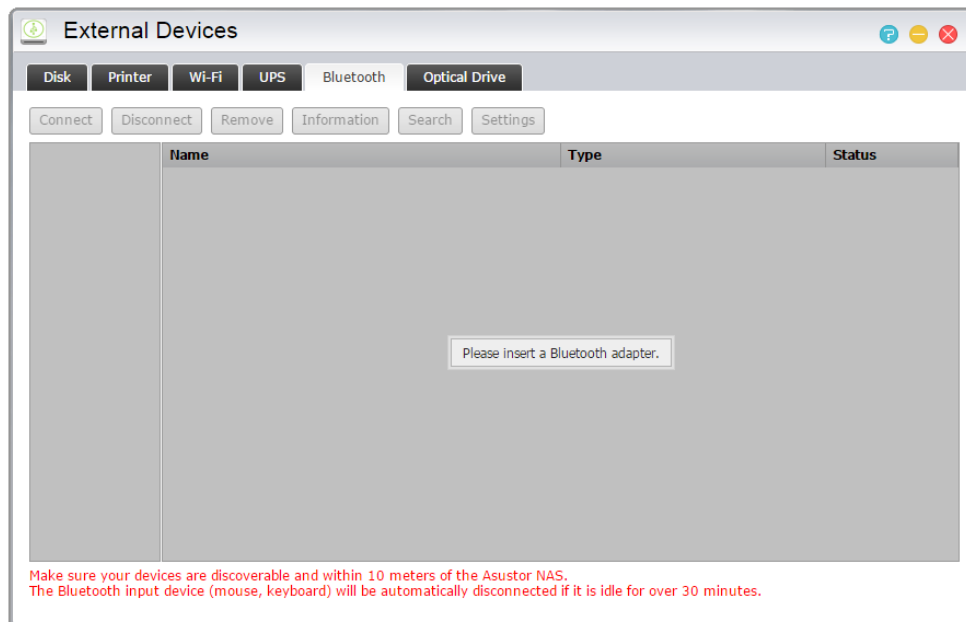 External Devices
Disk Printer Wi-Fi UPS Bluetooth Optical Drive
Connect Disconnect Remove Information Search Settings
Name Type Status
Please insert a Bluetooth adapter.
Make sure your devices are discoverable and within 10 meters of the Asustor NAS.
The Bluetooth input device (mouse, keyboard) will be automatically disconnected if it is idle for over 30 minutes.